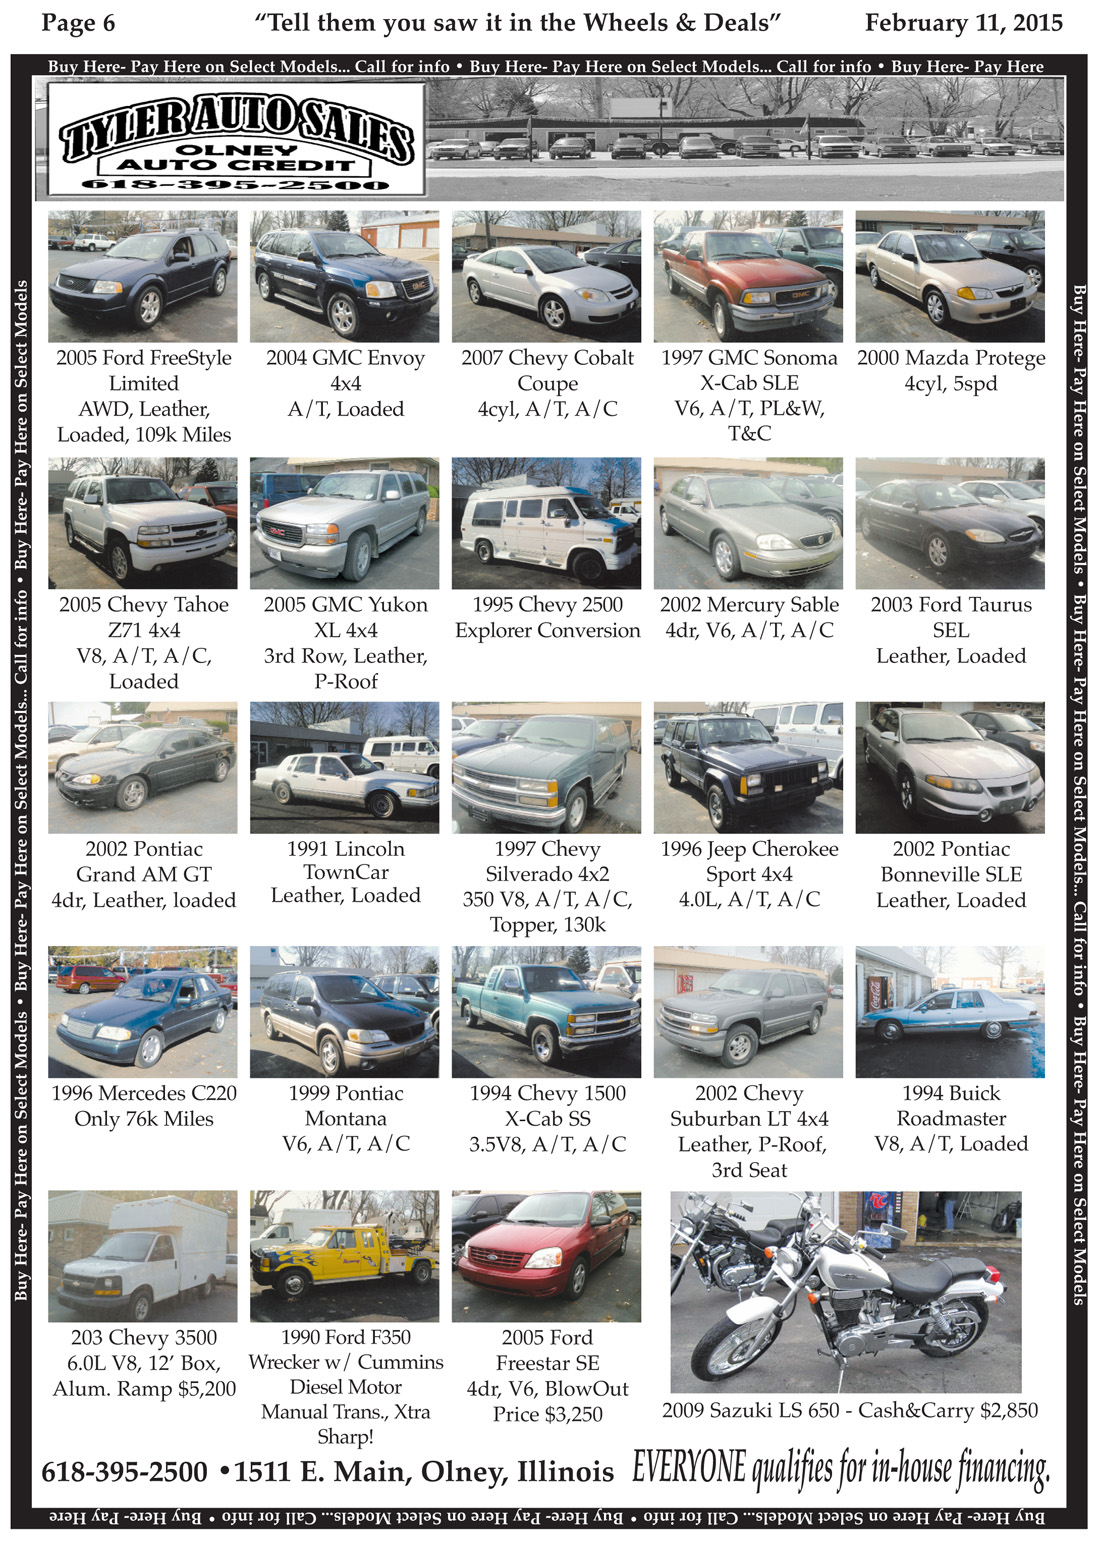 Page 6
“Tell them you saw it in the Wheels & Deals”
February 11, 2015
Buy Here- Pay Here on Select Models... Call for info • Buy Here- Pay Here on Select Models... Call for info • Buy Here- Pay Here
TYLER AUTO SALES
OLNEY
AUTO CREDIT
618-395-2500
2005 Ford FreeStyle
Limited
AWD, Leather,
Loaded, 109k Miles
2004 GMC Envoy
4x4
A/T, Loaded
2007 Chevy Cobalt
Coupe
4cyl, A/T, A/C
1997 GMC Sonoma
X-Cab SLE
V6, A/T, PL&W,
T&C
2000 Mazda Protege
4cyl, 5spd
2005 Chevy Tahoe
Z71 4x4
V8, A/T, A/C,
Loaded
2005 GMC Yukon
XL 4x4
3rd Row, Leather,
P-Roof
1995 Chevy 2500
Explorer Conversion
2002 Mercury Sable
4dr, V6, A/T, A/C
2003 Ford Taurus
SEL
Leather, Loaded
2002 Pontiac
Grand AM GT
4dr, Leather, loaded
1991 Lincoln
TownCar
Leather, Loaded
1997 Chevy
Silverado 4x2
350 V8, A/T, A/C,
Topper, 130k
1996 Jeep Cherokee
Sport 4x4
4.0L, A/T, A/C
2002 Pontiac
Bonneville SLE
Leather, Loaded
1996 Mercedes C220
Only 76k Miles
1999 Pontiac
Montana
V6, A/T, A/C
1994 Chevy 1500
X-Cab SS
3.5V8, A/T, A/C
2002 Chevy
Suburban LT 4x4
Leather, P-Roof,
3rd Seat
1994 Buick
Roadmaster
V8, A/T, Loaded
203 Chevy 3500
6.0L V8, 12’ Box,
Alum. Ramp $5,200
1990 Ford F350
Wrecker w/ Cummins
Diesel Motor
Manual Trans., Xtra
Sharp!
2005 Ford
Freestar SE
4dr, V6, BlowOut
Price $3,250
2009 Sazuki LS 650 - Cash&Carry $2,850
618-395-2500 •1511 E. Main, Olney, Illinois
EVERYONE qualifies for in-house financing.
Buy Here- Pay Here on Select Models • Buy Here- Pay Here on Select Models... Call for info • Buy Here- Pay Here on Select Models
Buy Here- Pay Here on Select Models • Buy Here- Pay Here on Select Models... Call for info • Buy Here- Pay Here on Select Models
Buy Here- Pay Here on Select Models... Call for info • Buy Here- Pay Here on Select Models... Call for info • Buy Here- Pay Here